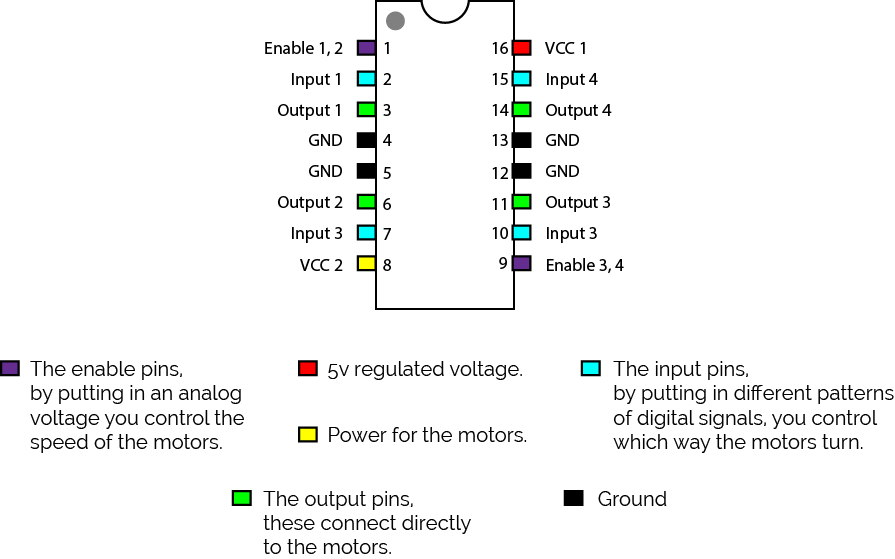 Enable 1, 2 1 16 VCC 1
Input 1 2 15 Input 4
Output 1 3 14 Output 4
GND 4 13 GND
GND 5 12 GND
Output 2 6 11 Output 3
Input 3 7 10 Input 3
VCC 2 8 9 Enable 3, 4
The enable pins,
by putting in an analog
voltage you control the
speed of the motors.
5v regulated voltage.
Power for the motors.
The input pins,
by putting in different patterns
of digital signals, you control
which way the motors turn.
The output pins,
these connect directly
to the motors.
Ground